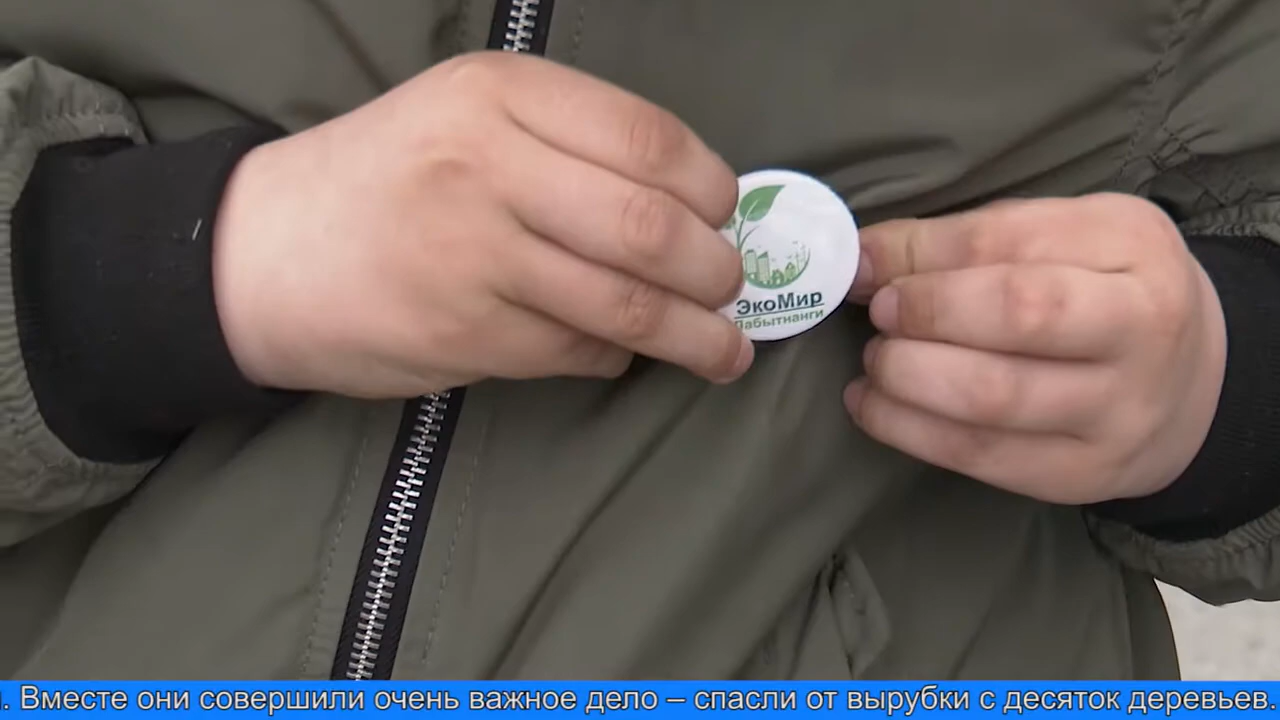 ЭкоМир
Лабытнанги
. Вместе они совершили очень важное дело – спасли от вырубки с десяток деревьев.